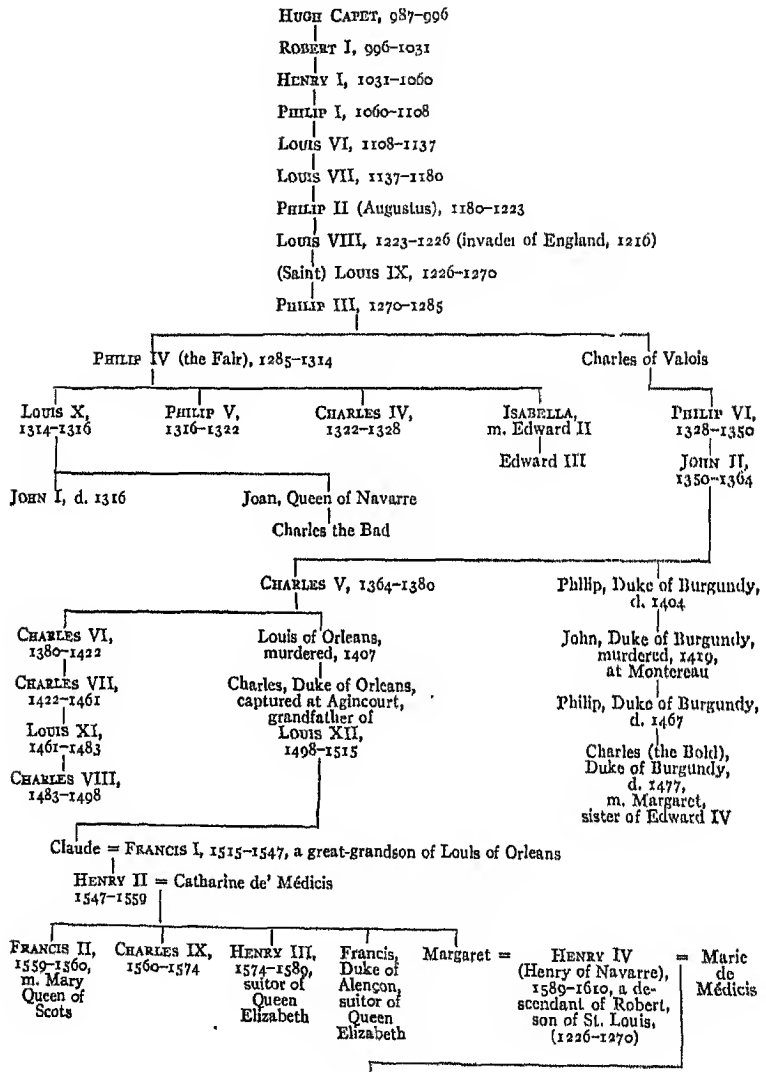 HUGH CAPET, 987–996
ROBERT I, 996–1031
HENRY I, 1031–1060
PHILIP I, 1060–1108
LOUIS VI, 1108–1137
LOUIS VII, 1137–1180
PHILIP II (Augustus), 1180–1223
LOUIS VIII, 1223–1226 (invader of England, 1216)
(Saint) LOUIS IX, 1226–1270
PHILIP III, 1270–1285
PHILIP IV (the Fair), 1285–1314
Charles of Valois
LOUIS X,
1314–1316
PHILIP V,
1316–1322
CHARLES IV,
1322–1328
ISABELLA,
m. Edward II
Edward III
PHILIP VI,
1328–1350
JOHN II,
1350–1364
JOHN I, d. 1316
Joan, Queen of Navarre
Charles the Bad
CHARLES V, 1364–1380
Philip, Duke of Burgundy,
d. 1404
CHARLES VI,
1380–1422
CHARLES VII,
1422–1461
LOUIS XI,
1461–1483
CHARLES VIII,
1483–1498
Louis of Orleans,
murdered, 1407
Charles, Duke of Orleans,
captured at Agincourt,
grandfather of
LOUIS XII,
1498–1515
John, Duke of Burgundy,
murdered, 1419,
at Montereau
Philip, Duke of Burgundy,
d. 1467
Charles (the Bold),
Duke of Burgundy,
d. 1477,
m. Margaret,
sister of Edward IV
Claude = FRANCIS I, 1515–1547, a great-grandson of Louis of Orleans
HENRY II = Catharine de' Médicis
1547–1559
FRANCIS II,
1559–1560,
m. Mary
Queen of
Scots
CHARLES IX,
1560–1574
HENRY III,
1574–1589,
suitor of
Queen
Elizabeth
Francis,
Duke of
Alençon,
suitor of
Queen
Elizabeth
Margaret =
HENRY IV
(Henry of Navarre),
1589–1610, a de-
scendant of Robert,
son of St. Louis,
(1226–1270)
= Marie
de
Médicis